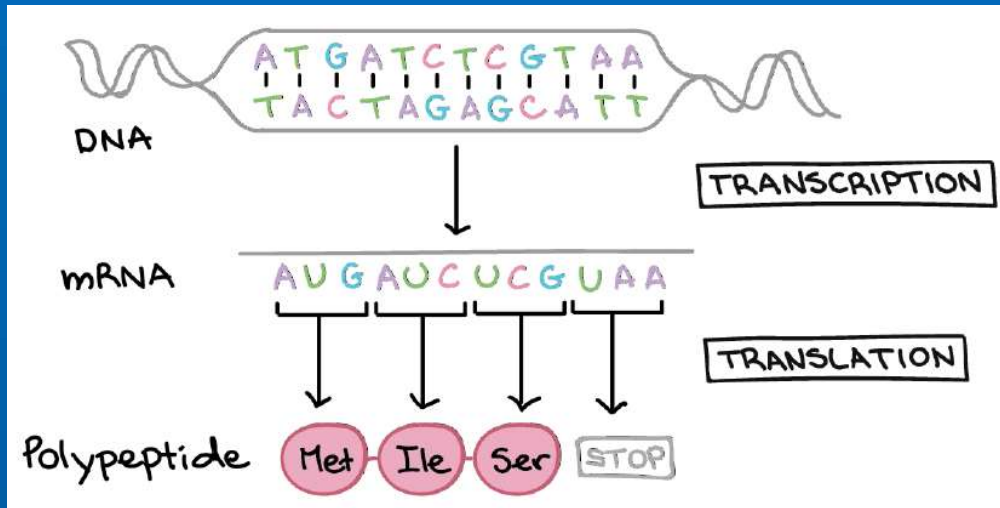 ATGATCTCGTAA
TACTAGAGCATT
DNA
TRANSCRIPTION
mRNA AUGAUCUCGUAA
TRANSLATION
Polypeptide Met Ile Ser STOP